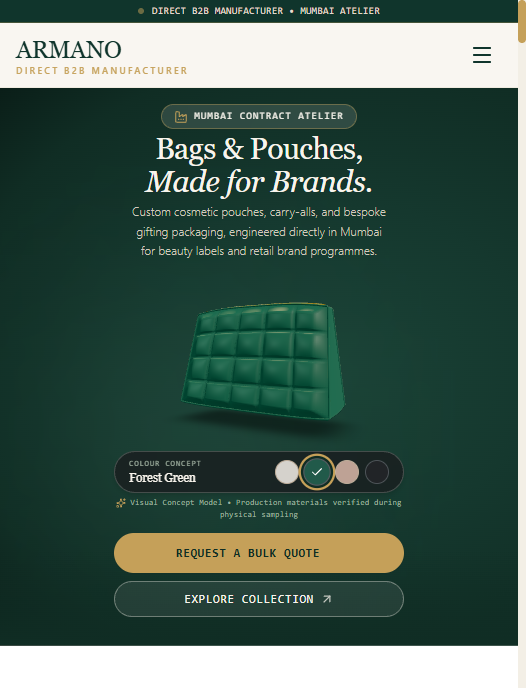 DIRECT B2B MANUFACTURER • MUMBAI ATELIER
ARMANO
DIRECT B2B MANUFACTURER
MUMBAI CONTRACT ATELIER
Bags & Pouches,
Made for Brands.
Custom cosmetic pouches, carry-alls, and bespoke
gifting packaging, engineered directly in Mumbai
for beauty labels and retail brand programmes.
COLOUR CONCEPT
Forest Green
Visual Concept Model • Production materials verified during
physical sampling
REQUEST A BULK QUOTE
EXPLORE COLLECTION